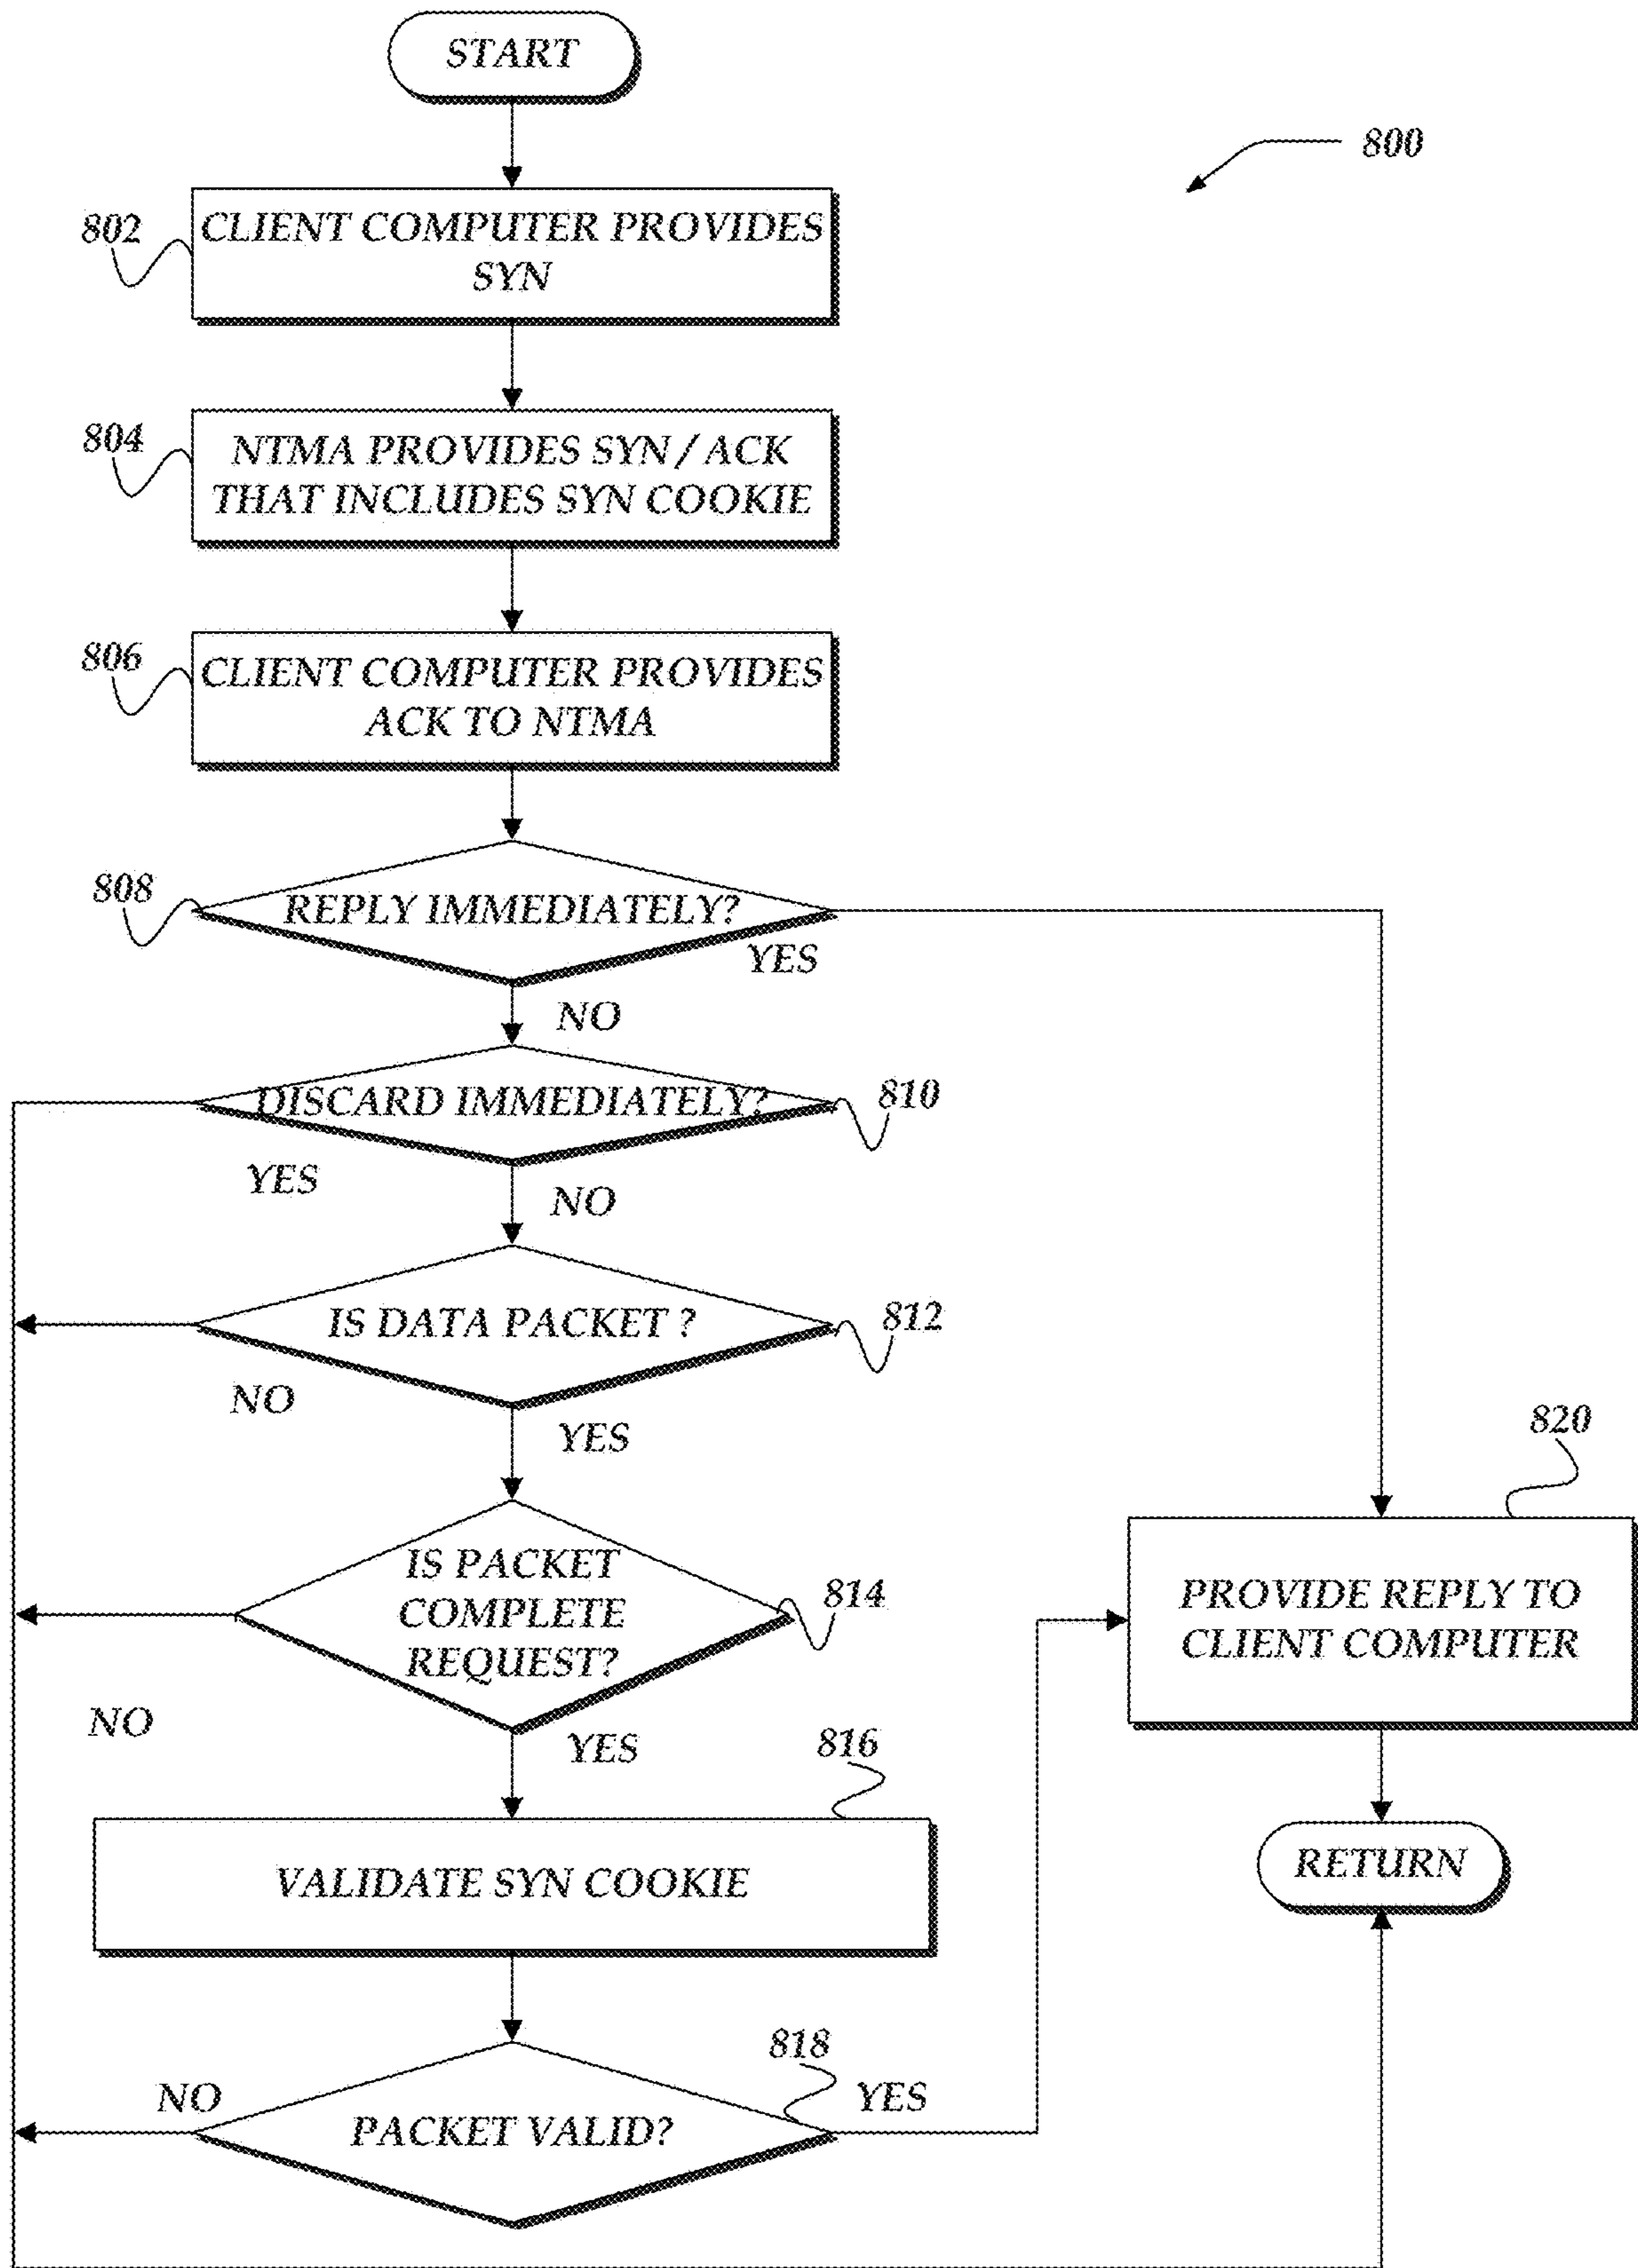 START
800
802
CLIENT COMPUTER PROVIDES
SYN
804
NTMA PROVIDES SYN / ACK
THAT INCLUDES SYN COOKIE
806
CLIENT COMPUTER PROVIDES
ACK TO NTMA
808
REPLY IMMEDIATELY?
YES
NO
DISCARD IMMEDIATELY?
810
YES
NO
IS DATA PACKET ?
812
NO
YES
820
IS PACKET
COMPLETE
REQUEST?
814
PROVIDE REPLY TO
CLIENT COMPUTER
NO
YES
816
VALIDATE SYN COOKIE
RETURN
818
NO
YES
PACKET VALID?